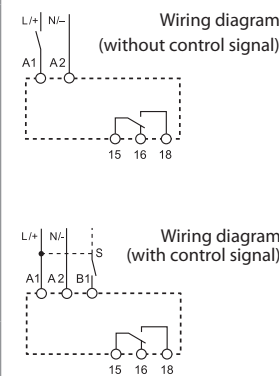 L/+ N/- Wiring diagram
(without control signal)
A1 A2
15 16 18
L/+ N/- Wiring diagram
S (with control signal)
A1 A2 B1
15 16 18